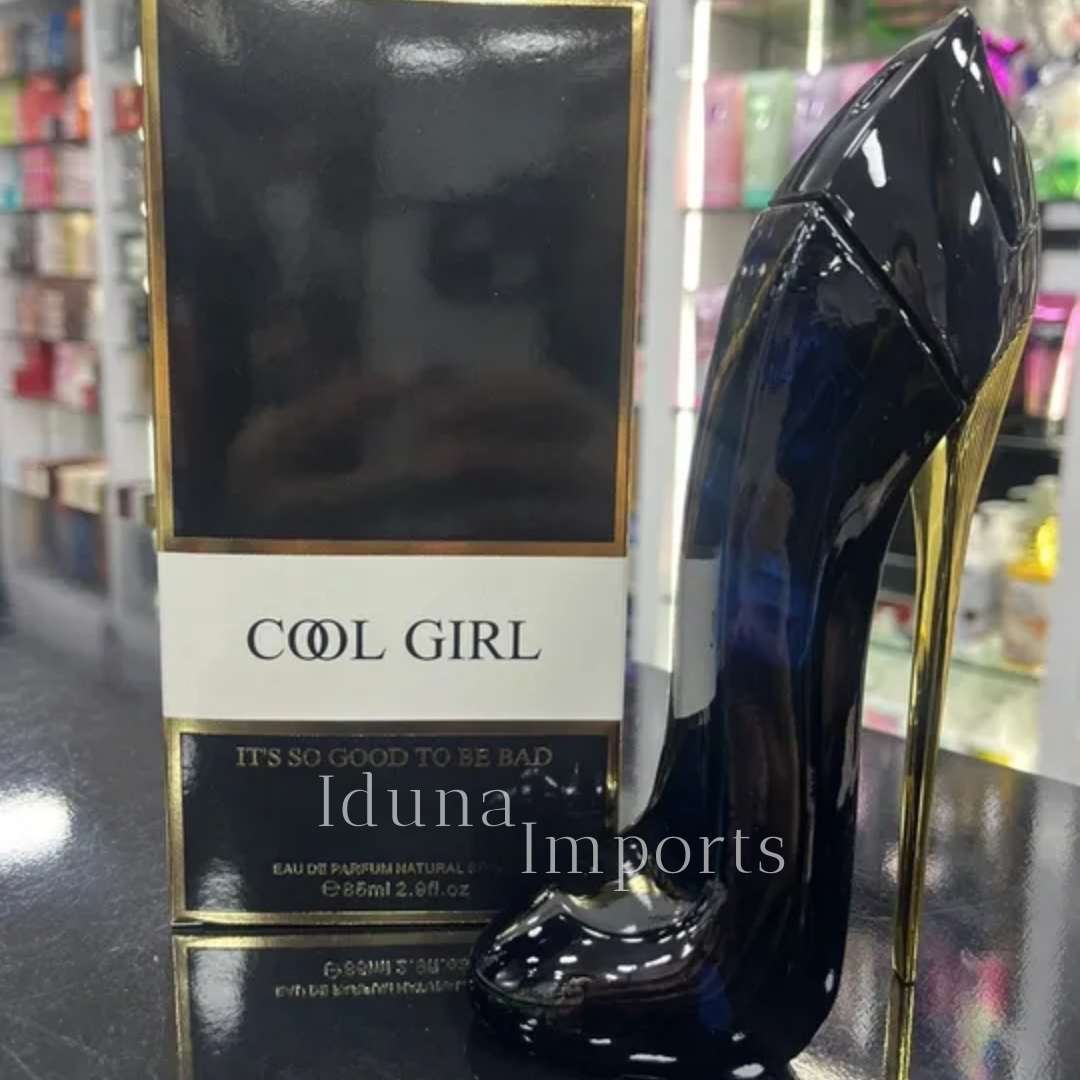 COOL GIRL
IT'S SO GOOD TO BE BAD
Iduna
Imports
EAU DE PARFUM NATURAL
℮85ml 2.9fl.oz